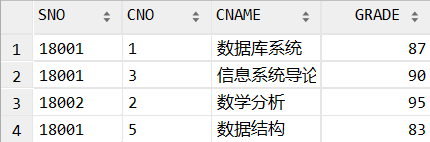 SNO CNO CNAME GRADE
1 18001 1 数据库系统 87
2 18001 3 信息系统导论 90
3 18002 2 数学分析 95
4 18001 5 数据结构 83